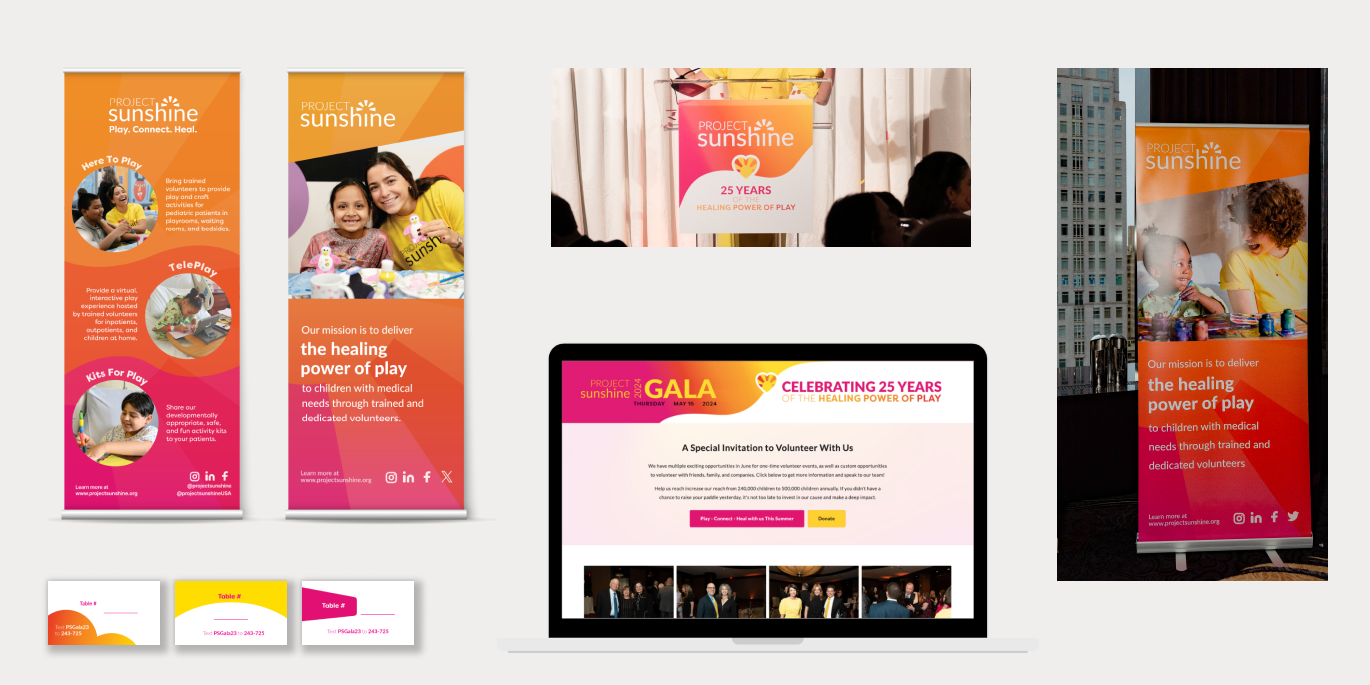 PROJECT
sunshine
Play. Connect. Heal.
Here To Play
Bring trained
volunteers to provide
play and craft
activities for
pediatric patients in
playrooms, waiting
rooms, and bedsides.
TelePlay
Provide a virtual,
interactive play
experience hosted
by trained volunteers
for inpatients,
outpatients, and
children at home.
Kits For Play
Share our
developmentally
appropriate, safe,
and fun activity kits
to your patients.
Learn more at
www.projectsunshine.org
@projectsunshine
@projectsunshineUSA
PROJECT
sunshine
PROJECT
sunsh
Our mission is to deliver
the healing
power of play
to children with medical
needs through trained and
dedicated volunteers.
Learn more at
www.projectsunshine.org
PROJECT
sunshine
25 YEARS
OF THE
HEALING POWER OF PLAY
PROJECT
sunshine
2024
GALA
THURSDAY MAY 16 2024
CELEBRATING 25 YEARS
OF THE HEALING POWER OF PLAY
A Special Invitation to Volunteer With Us
We have multiple exciting opportunities in June for one-time volunteer events, as well as custom opportunities
to volunteer with friends, family, and companies. Click below to get more information and speak to our team!
Help us reach increase our reach from 240,000 children to 500,000 children annually. If you didn't have a
chance to raise your paddle yesterday, it's not too late to invest in our cause and make a deep impact.
Play - Connect - Heal with us This Summer
Donate
PROJECT
sunshine
Our mission is to deliver
the healing
power of play
to children with medical
needs through trained and
dedicated volunteers
Learn more at
www.projectsunshine.org
Table #
Text PSGala23
to 243-725
Table #
Text PSGala23 to 243-725
Table #
Text PSGala23 to 243-725